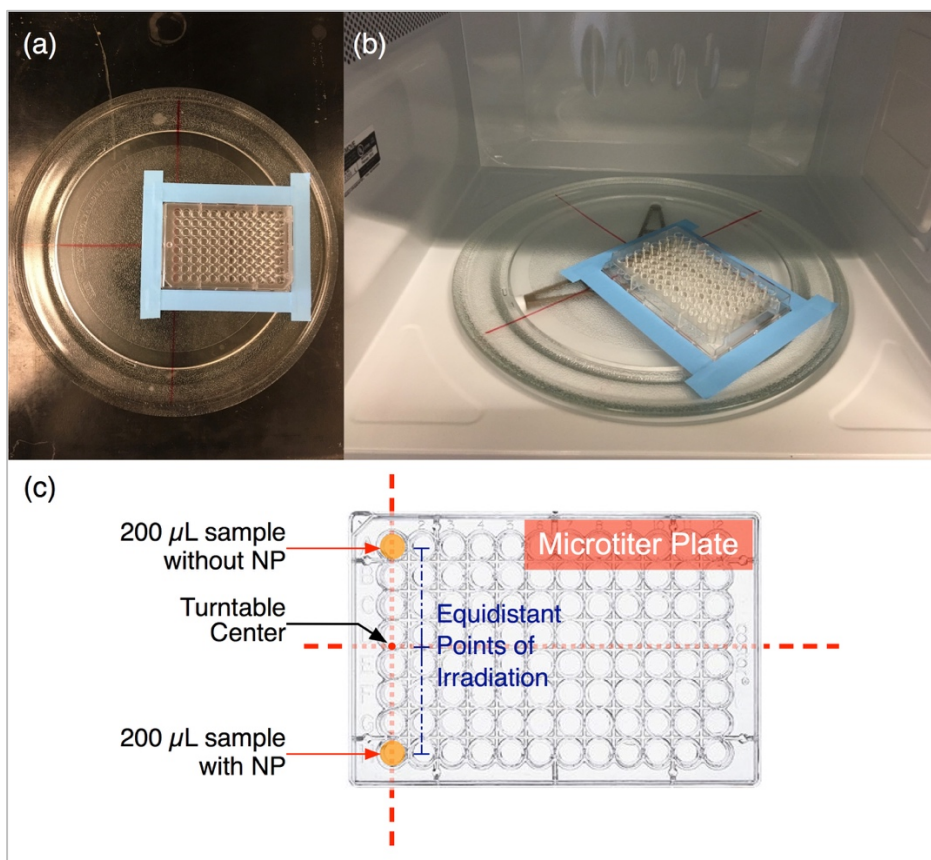 (a)
(b)
(c)
200 µL sample
without NP
Microtiter Plate
Turntable
Center
Equidistant
Points of
Irradiation
200 µL sample
with NP